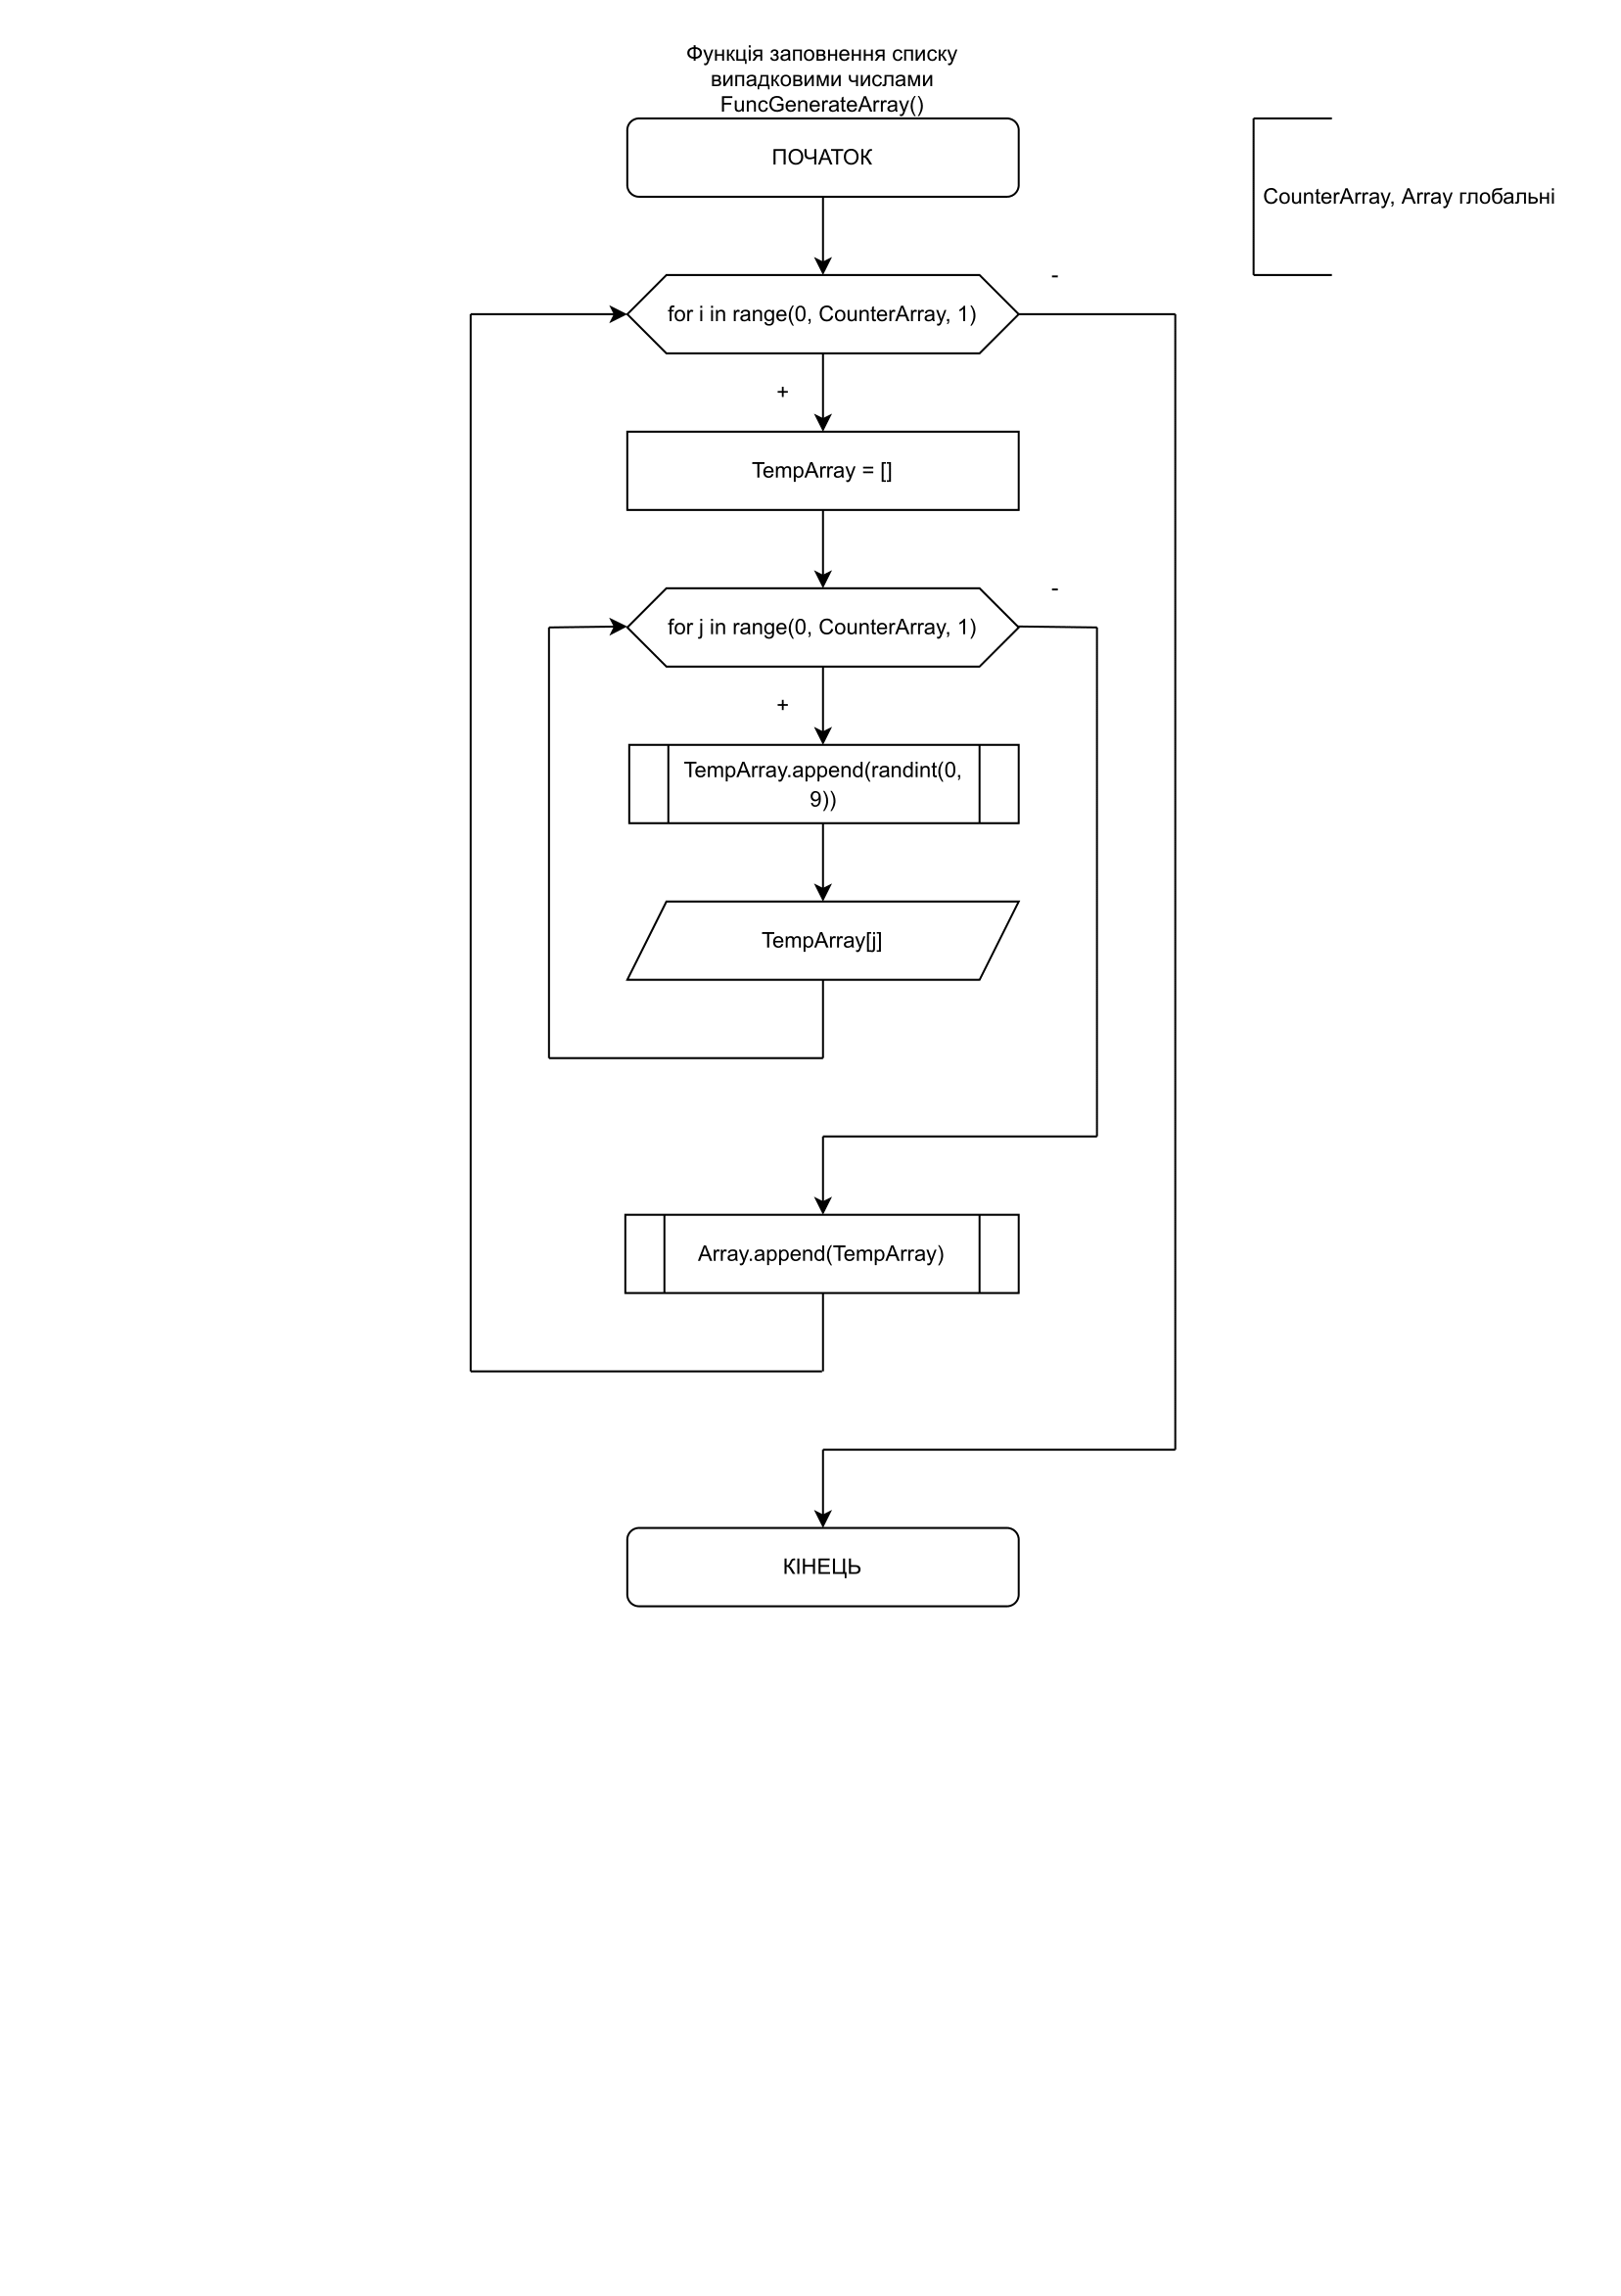 Функція заповнення списку
випадковими числами
FuncGenerateArray()
ПОЧАТОК
CounterArray, Array глобальні
-
for i in range(0, CounterArray, 1)
+
TempArray = []
-
for j in range(0, CounterArray, 1)
+
TempArray.append(randint(0,
9))
TempArray[j]
Array.append(TempArray)
КІНЕЦЬ